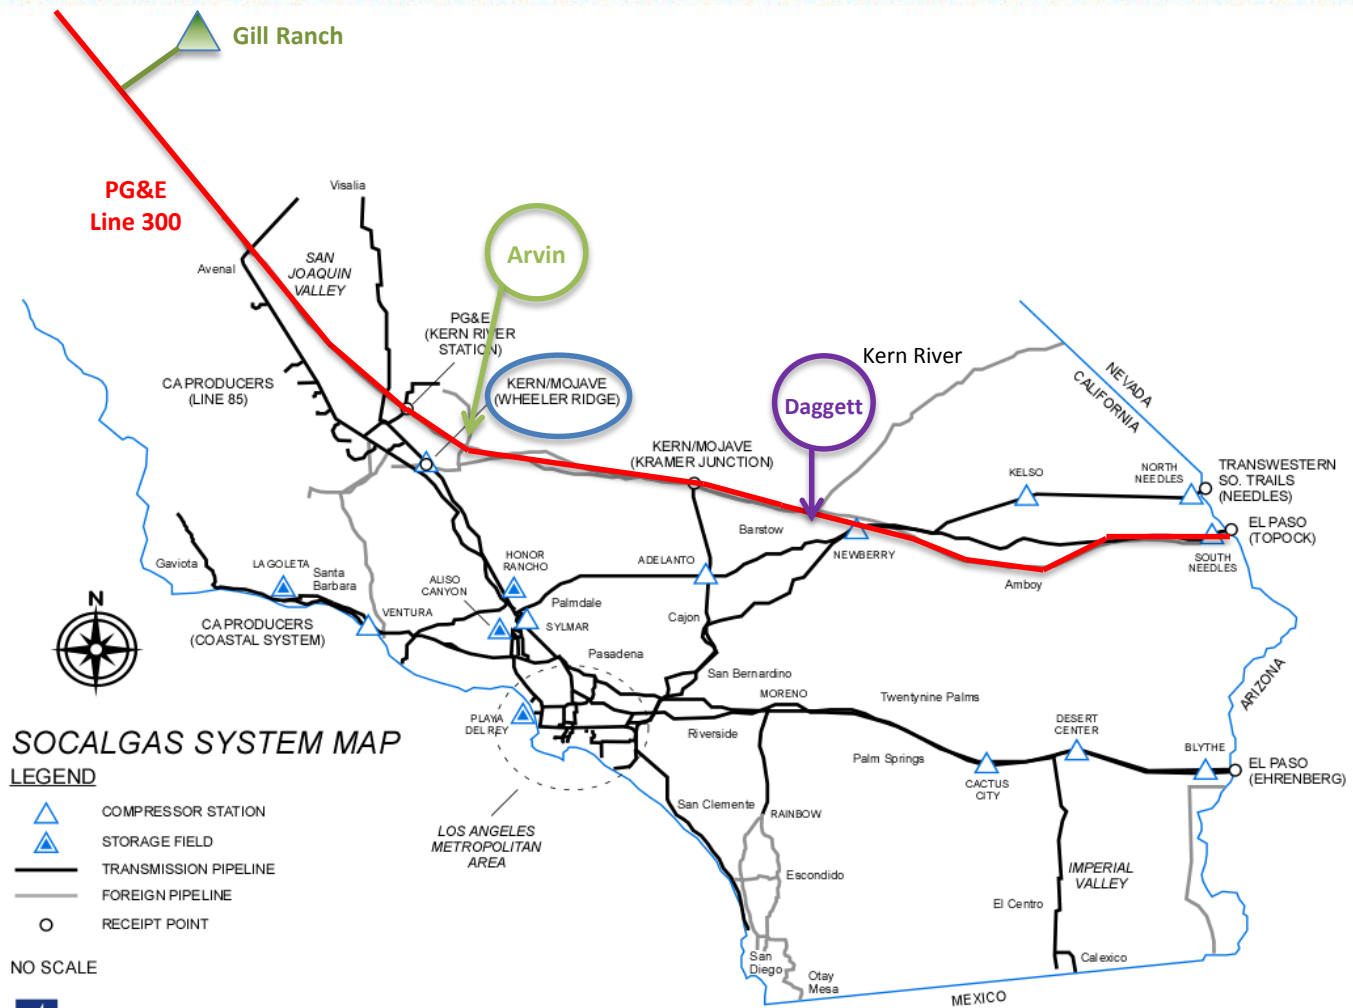 Gill Ranch
PG&E
Line 300
Visalia
Arvin
SAN
JOAQUIN
VALLEY
Avenal
PG&E
(KERN RIVER
STATION)
Kern River
NEVADA
CALIFORNIA
CA PRODUCERS
(LINE 85)
KERN/MOJAVE
(WHEELER RIDGE)
Daggett
KERN/MOJAVE
(KRAMER JUNCTION)
KELSO
NORTH
NEEDLES
TRANSWESTERN
SO. TRAILS
(NEEDLES)
EL PASO
(TOPOCK)
SOUTH
NEEDLES
Barstow
NEWBERRY
Amboy
Gaviota
LA GOLETA
Santa
Barbara
HONOR
RANCHO
ADELANTO
ALISO
CANYON
Palmdale
Cajon
VENTURA
SYLMAR
CA PRODUCERS
(COASTAL SYSTEM)
N
Pasadena
San Bernardino
MORENO
Twentynine Palms
ARIZONA
PLAYA
DEL REY
Riverside
Palm Springs
DESERT
CENTER
BLYTHE
EL PASO
(EHRENBERG)
CACTUS
CITY
SOCALGAS SYSTEM MAP
LEGEND
COMPRESSOR STATION
STORAGE FIELD
TRANSMISSION PIPELINE
FOREIGN PIPELINE
RECEIPT POINT
NO SCALE
San Clemente
RAINBOW
LOS ANGELES
METROPOLITAN
AREA
Escondido
IMPERIAL
VALLEY
El Centro
San
Diego
Otay
Mesa
Calexico
MEXICO